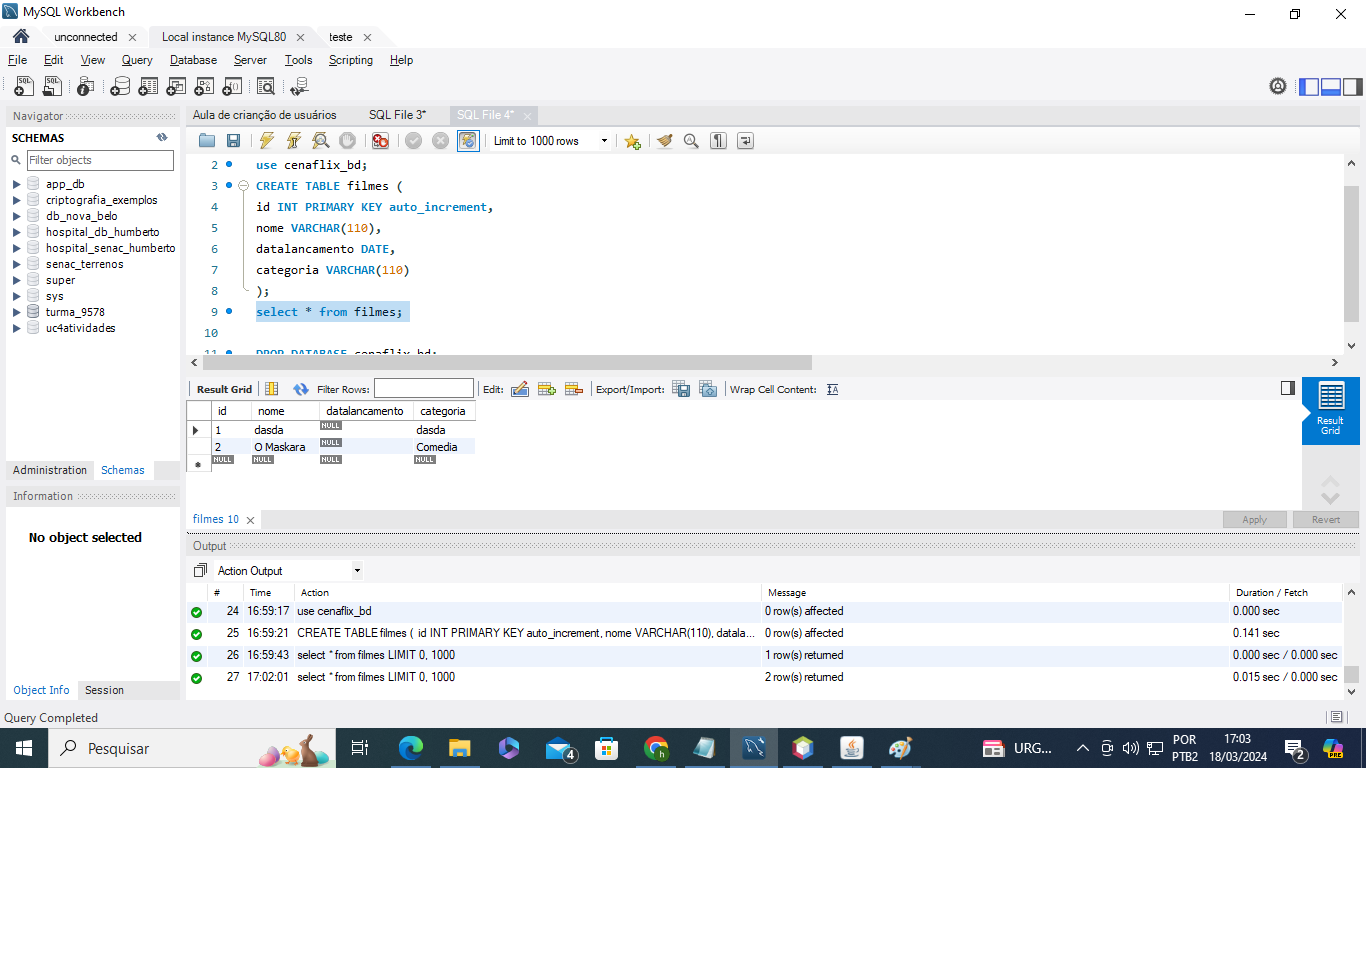 MySQL Workbench
unconnected
Local instance MySQL80
teste
File Edit View Query Database Server Tools Scripting Help
Navigator
SCHEMAS
Filter objects
app_db
criptografia_exemplos
db_nova_belo
hospital_db_humberto
hospital_senac_humberto
senac_terrenos
super
sys
turma_9578
uc4atividades
Administration Schemas
Information
No object selected
Object Info Session
Aula de criançao de usuários
SQL File 3*
SQL File 4*
Limit to 1000 rows
2 use cenaflix_bd;
3 CREATE TABLE filmes (
4 id INT PRIMARY KEY auto_increment,
5 nome VARCHAR(110),
6 datalancamento DATE,
7 categoria VARCHAR(110)
8 );
9 select * from filmes;
10
11 DROP DATABASE cenaflix_bd;
Result Grid Filter Rows: Edit: Export/Import: Wrap Cell Content:
id nome datalancamento categoria
1 dasda NULL dasda
2 O Maskara NULL Comedia
NULL NULL NULL NULL
Result Grid
filmes 10
Apply Revert
Output
Action Output
# Time Action Message Duration / Fetch
24 16:59:17 use cenaflix_bd 0 row(s) affected 0.000 sec
25 16:59:21 CREATE TABLE filmes ( id INT PRIMARY KEY auto_increment, nome VARCHAR(110), datala... 0 row(s) affected 0.141 sec
26 16:59:43 select * from filmes LIMIT 0, 1000 1 row(s) returned 0.000 sec / 0.000 sec
27 17:02:01 select * from filmes LIMIT 0, 1000 2 row(s) returned 0.015 sec / 0.000 sec
Query Completed
Pesquisar
4
URG...
POR
PTB2
17:03
18/03/2024
2
PRE